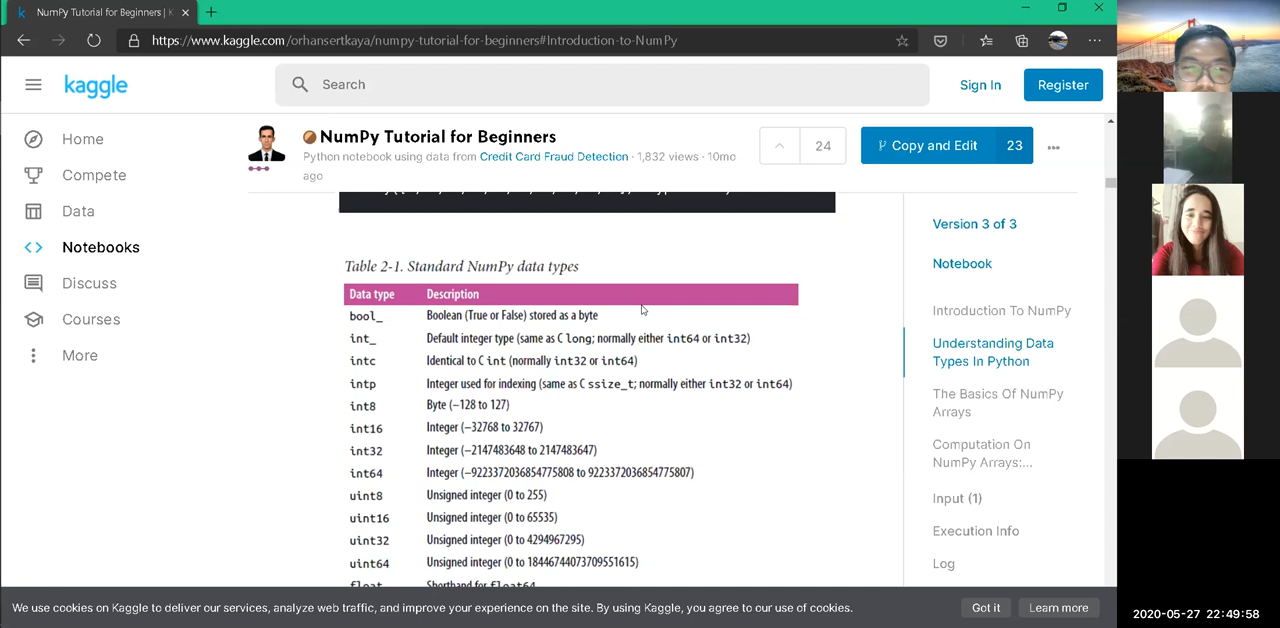 NumPy Tutorial for Beginners | K
https://www.kaggle.com/orhansertkaya/numpy-tutorial-for-beginners#Introduction-to-NumPy
kaggle
Search
Sign In
Register
Home
Compete
Data
Notebooks
Discuss
Courses
More
NumPy Tutorial for Beginners
Python notebook using data from Credit Card Fraud Detection · 1,832 views · 10mo
ago
24
Copy and Edit
23
Table 2-1. Standard NumPy data types
Data type Description
bool_ Boolean (True or False) stored as a byte
int_ Default integer type (same as C long; normally either int64 or int32)
intc Identical to C int (normally int32 or int64)
intp Integer used for indexing (same as C ssize_t; normally either int32 or int64)
int8 Byte (–128 to 127)
int16 Integer (–32768 to 32767)
int32 Integer (–2147483648 to 2147483647)
int64 Integer (–9223372036854775808 to 9223372036854775807)
uint8 Unsigned integer (0 to 255)
uint16 Unsigned integer (0 to 65535)
uint32 Unsigned integer (0 to 4294967295)
uint64 Unsigned integer (0 to 18446744073709551615)
float_ Shorthand for float64
Version 3 of 3
Notebook
Introduction To NumPy
Understanding Data
Types In Python
The Basics Of NumPy
Arrays
Computation On
NumPy Arrays:...
Input (1)
Execution Info
Log
We use cookies on Kaggle to deliver our services, analyze web traffic, and improve your experience on the site. By using Kaggle, you agree to our use of cookies.
Got it
Learn more
2020-05-27 22:49:58